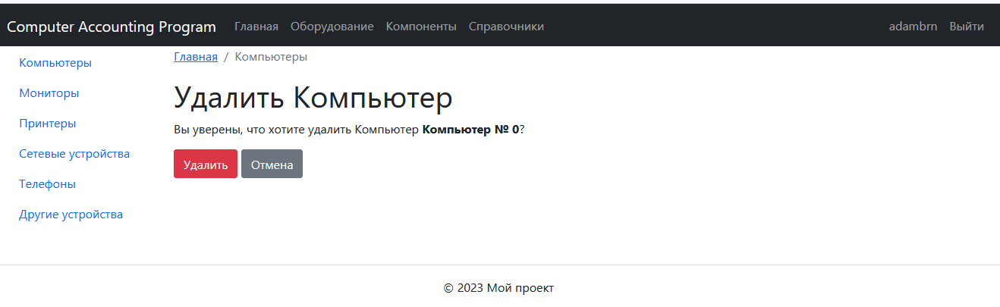 Computer Accounting Program Главная Оборудование Компоненты Справочники adambrn Выйти
Компьютеры
Мониторы
Принтеры
Сетевые устройства
Телефоны
Другие устройства
Главная / Компьютеры
Удалить Компьютер
Вы уверены, что хотите удалить Компьютер Компьютер № 0?
Удалить Отмена
© 2023 Мой проект